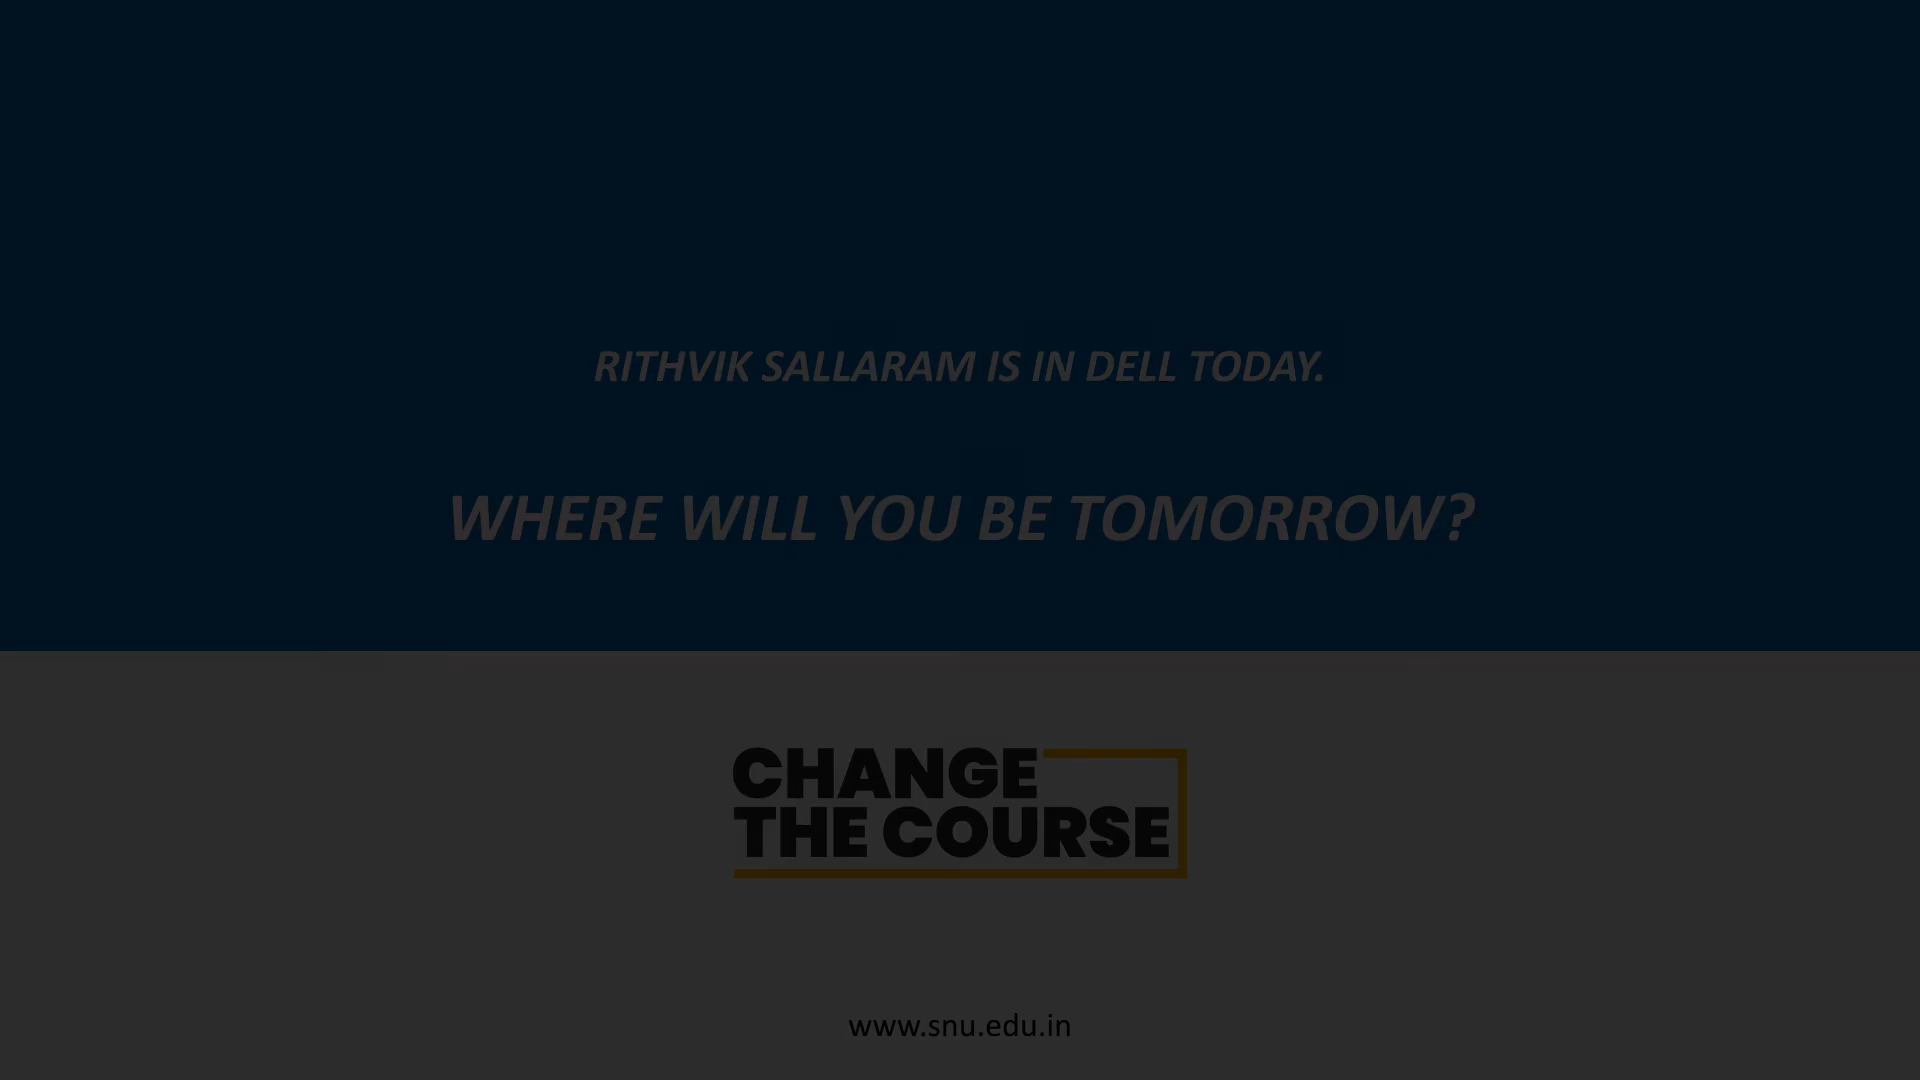 RITHVIK SALLARAM IS IN DELL TODAY.
WHERE WILL YOU BE TOMORROW?
CHANGE
THE COURSE
www.snu.edu.in